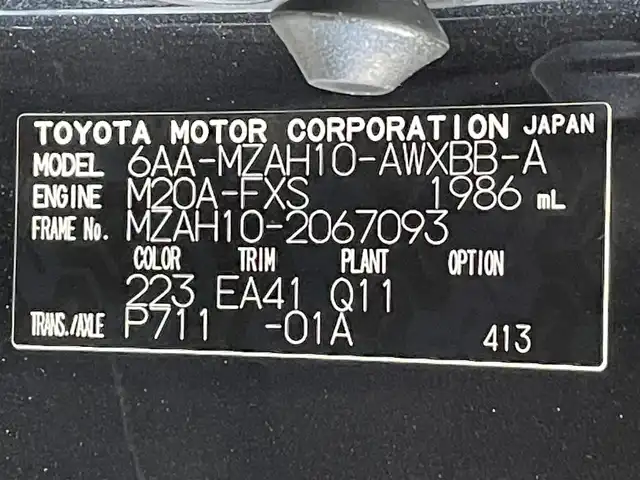 TOYOTA MOTOR CORPORATION JAPAN
MODEL 6AA-MZAH10-AWXBB-A
ENGINE M20A-FXS 1986 mL
FRAME No. MZAH10-2067093
COLOR TRIM PLANT OPTION
223 EA41 Q11
TRANS./AXLE P711 -01A 413